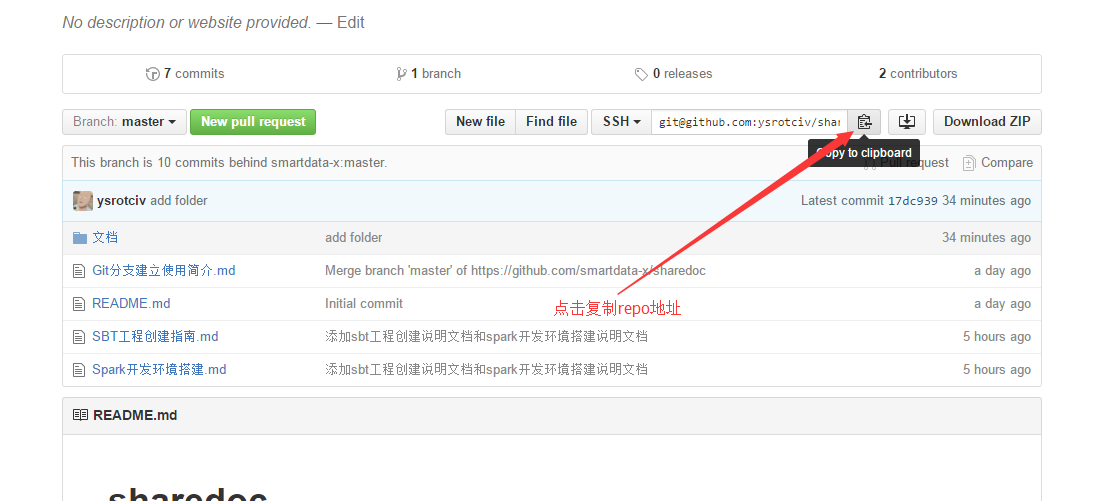 No description or website provided. — Edit
7 commits
1 branch
0 releases
2 contributors
Branch: master
New pull request
New file
Find file
SSH
git@github.com:ysrotciv/shar
Download ZIP
Copy to clipboard
This branch is 10 commits behind smartdata-x:master.
Pull request
Compare
ysrotciv add folder
Latest commit 17dc939 34 minutes ago
文档
add folder
34 minutes ago
Git分支建立使用简介.md
Merge branch 'master' of https://github.com/smartdata-x/sharedoc
a day ago
点击复制repo地址
README.md
Initial commit
a day ago
SBT工程创建指南.md
添加sbt工程创建说明文档和spark开发环境搭建说明文档
5 hours ago
Spark开发环境搭建.md
添加sbt工程创建说明文档和spark开发环境搭建说明文档
5 hours ago
README.md
sharedoc